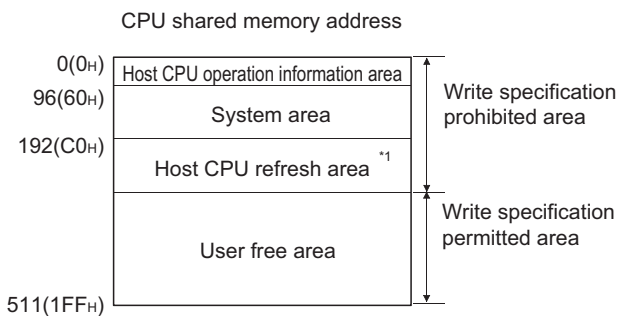 CPU shared memory address
0(0H)
Host CPU operation information area
96(60H)
System area
192(C0H)
Host CPU refresh area *1
User free area
511(1FFH)
Write specification
prohibited area
Write specification
permitted area